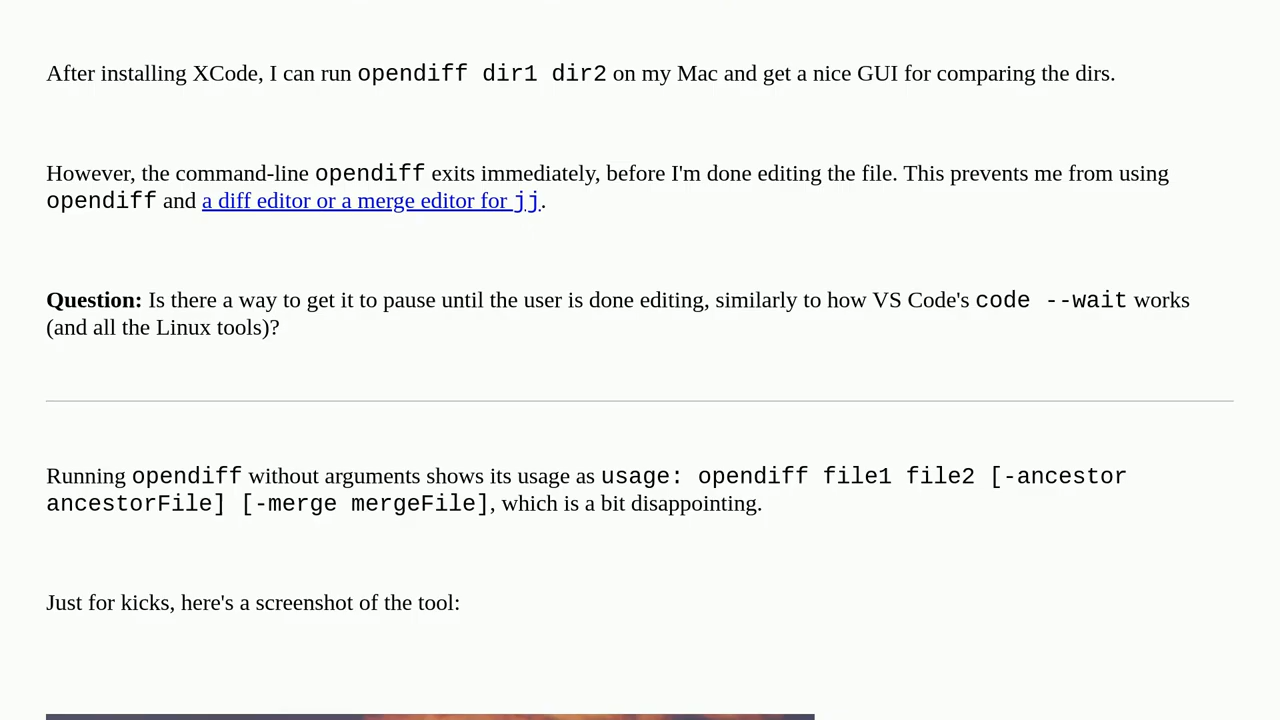 After installing XCode, I can run opendiff dir1 dir2 on my Mac and get a nice GUI for comparing the dirs.
However, the command-line opendiff exits immediately, before I'm done editing the file. This prevents me from using
opendiff and a diff editor or a merge editor for jj.
Question: Is there a way to get it to pause until the user is done editing, similarly to how VS Code's code --wait works
(and all the Linux tools)?
Running opendiff without arguments shows its usage as usage: opendiff file1 file2 [-ancestor
ancestorFile] [-merge mergeFile], which is a bit disappointing.
Just for kicks, here's a screenshot of the tool: